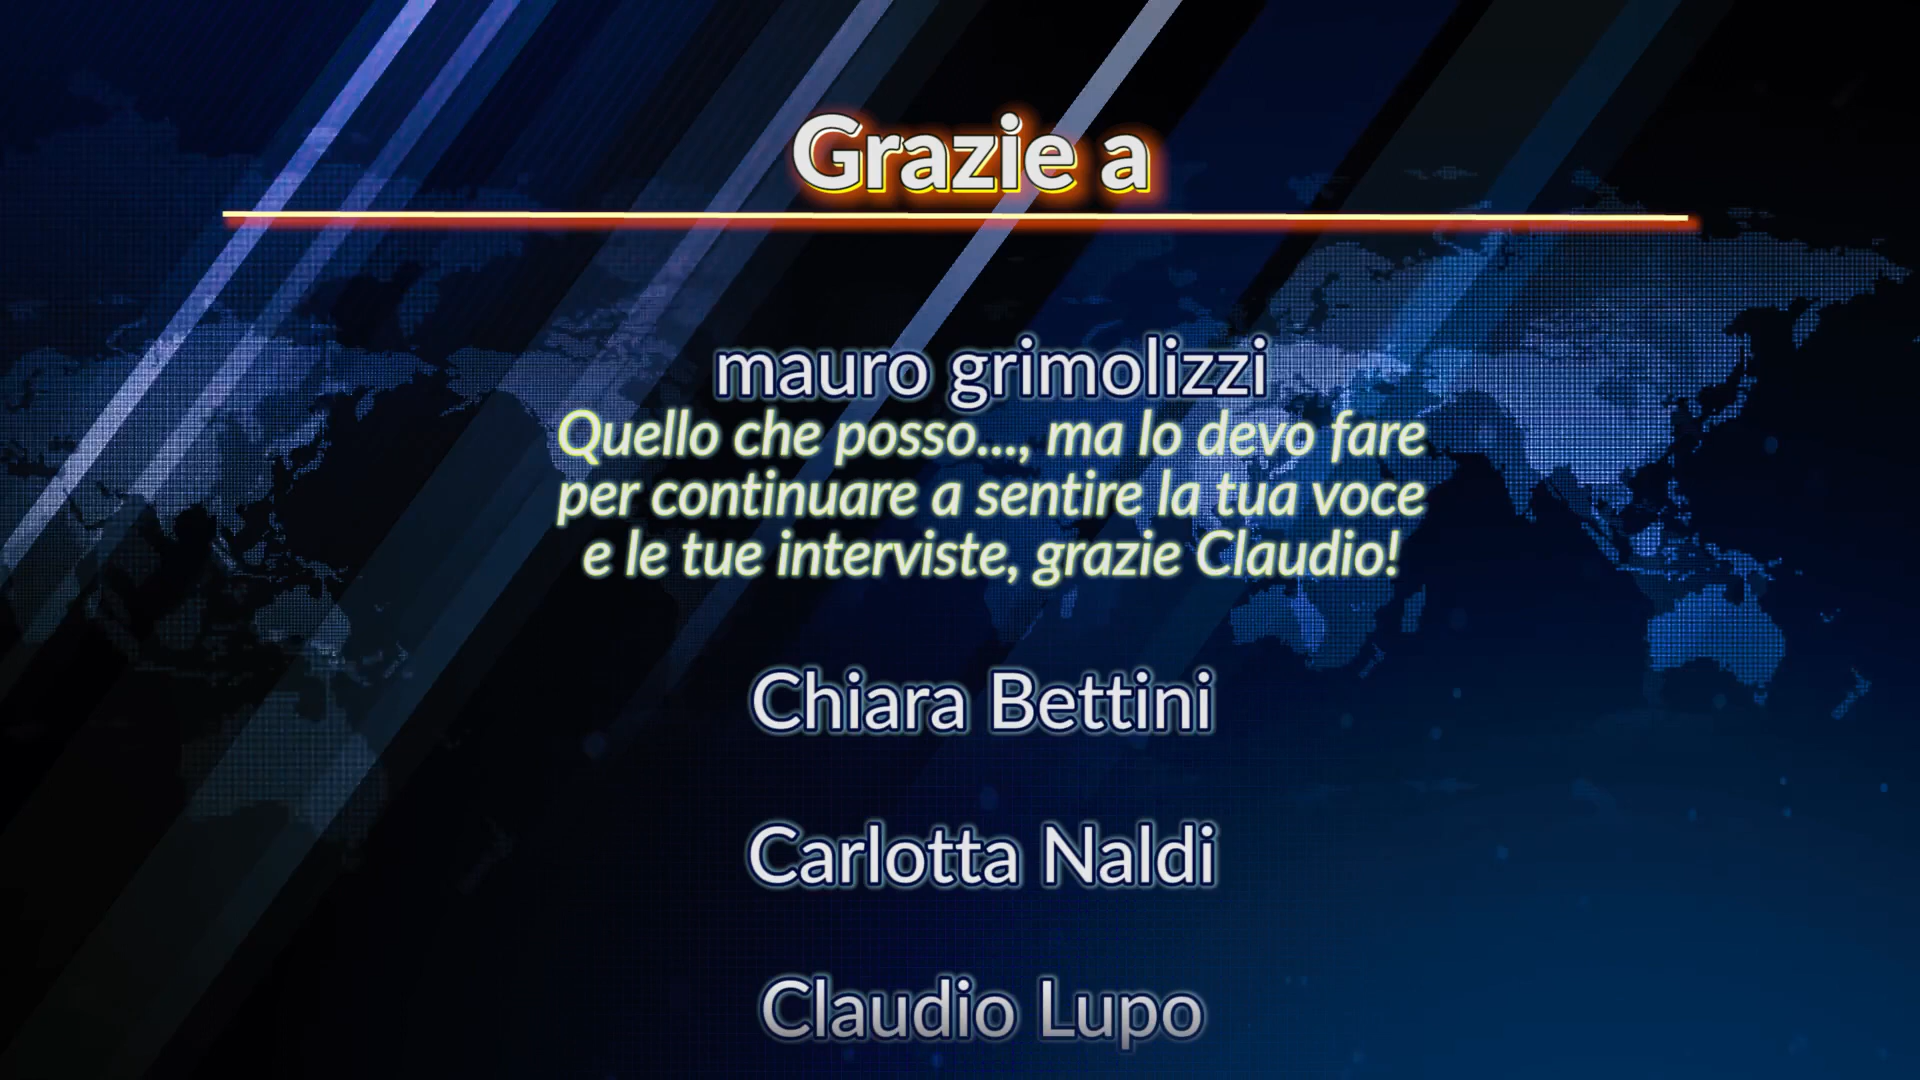 Grazie a
mauro grimolizzi
Quello che posso..., ma lo devo fare
per continuare a sentire la tua voce
e le tue interviste, grazie Claudio!
Chiara Bettini
Carlotta Naldi
Claudio Lupo